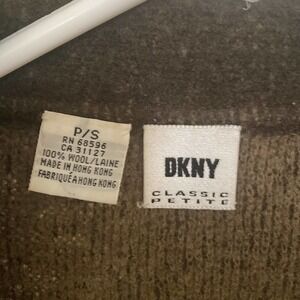 P/S
RN 68596
CA 31127
100% WOOL/LAINE
MADE IN HONG KONG
FABRIQUÉ A HONG KONG
DKNY
CLASSIC
PETITE